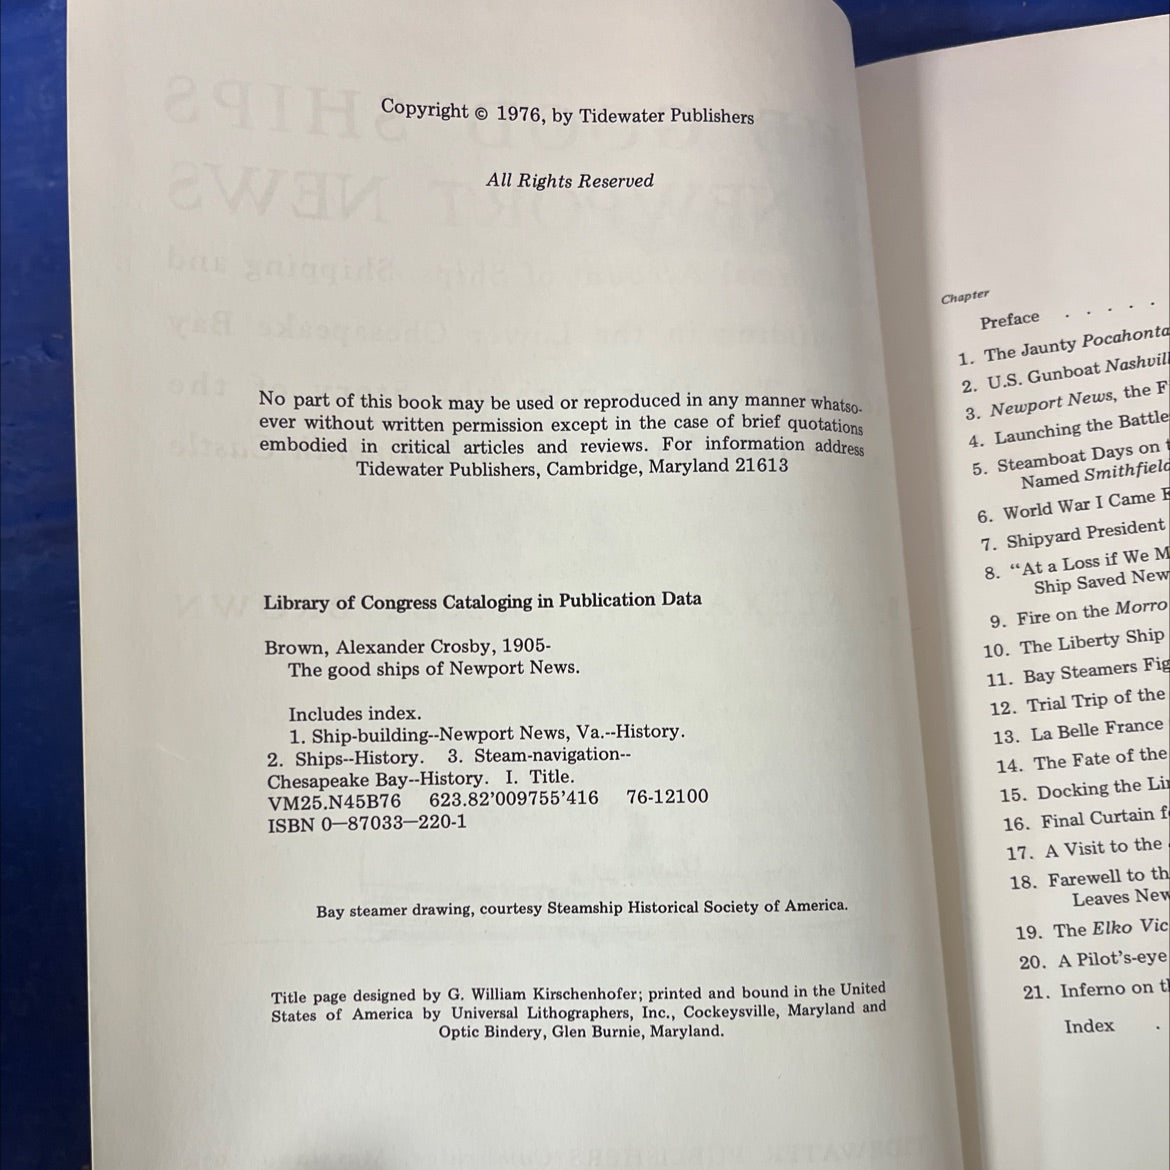 Copyright © 1976, by Tidewater Publishers
All Rights Reserved
No part of this book may be used or reproduced in any manner whatso-
ever without written permission except in the case of brief quotations
embodied in critical articles and reviews. For information address
Tidewater Publishers, Cambridge, Maryland 21613
Library of Congress Cataloging in Publication Data
Brown, Alexander Crosby, 1905-
The good ships of Newport News.
Includes index.
1. Ship-building--Newport News, Va.--History.
2. Ships--History. 3. Steam-navigation--
Chesapeake Bay--History. I. Title.
VM25.N45B76 623.82'009755'416 76-12100
ISBN 0—87033—220-1
Bay steamer drawing, courtesy Steamship Historical Society of America.
Title page designed by G. William Kirschenhofer; printed and bound in the United
States of America by Universal Lithographers, Inc., Cockeysville, Maryland and
Optic Bindery, Glen Burnie, Maryland.
Chapter
Preface . . . . .
1. The Jaunty Pocahonta
2. U.S. Gunboat Nashvill
3. Newport News, the F
4. Launching the Battle
5. Steamboat Days on t
Named Smithfield
6. World War I Came
7. Shipyard President
8. “At a Loss if We M
Ship Saved New
9. Fire on the Morro
10. The Liberty Ship
11. Bay Steamers Fig
12. Trial Trip of the
13. La Belle France
14. The Fate of the
15. Docking the Li
16. Final Curtain f
17. A Visit to the
18. Farewell to th
Leaves New
19. The Elko Vic
20. A Pilot's-eye
21. Inferno on t
Index .